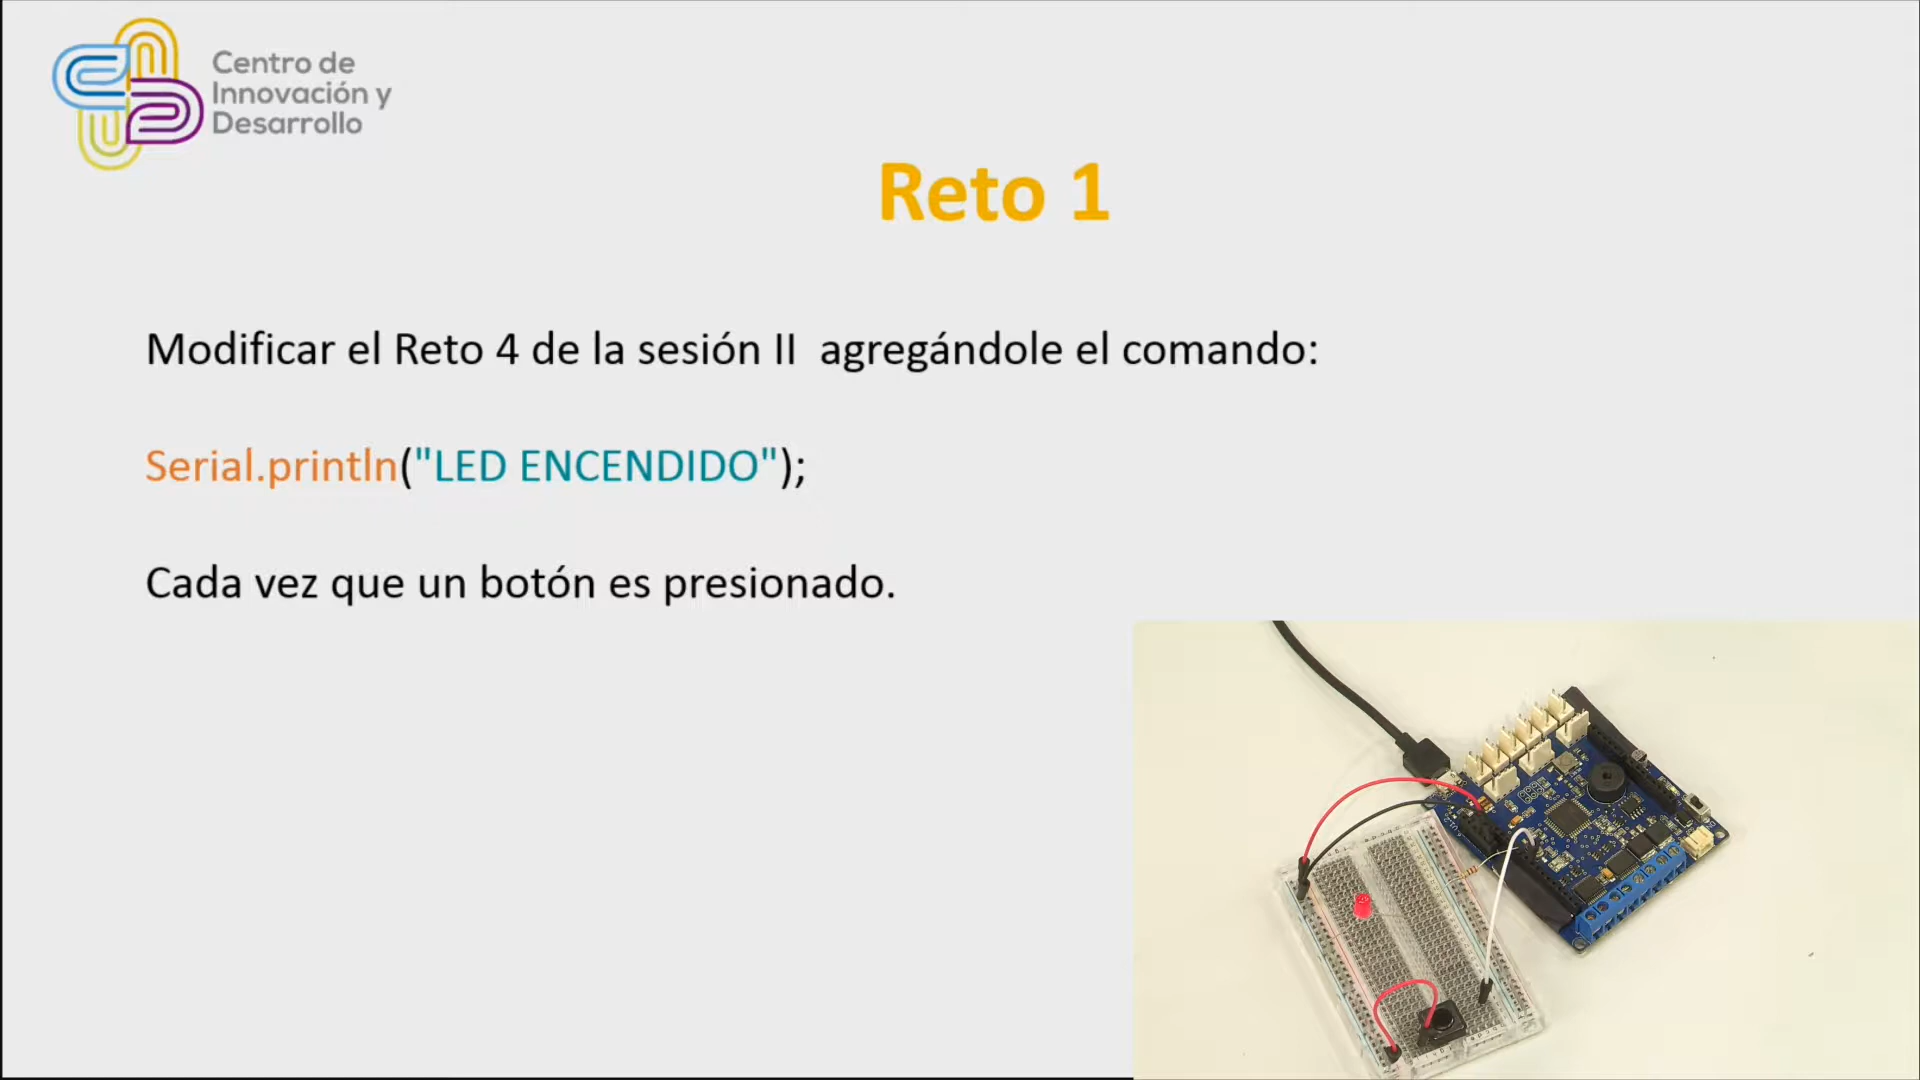 Centro de
Innovación y
Desarrollo
Reto 1
Modificar el Reto 4 de la sesión II agregándole el comando:
Serial.println("LED ENCENDIDO");
Cada vez que un botón es presionado.